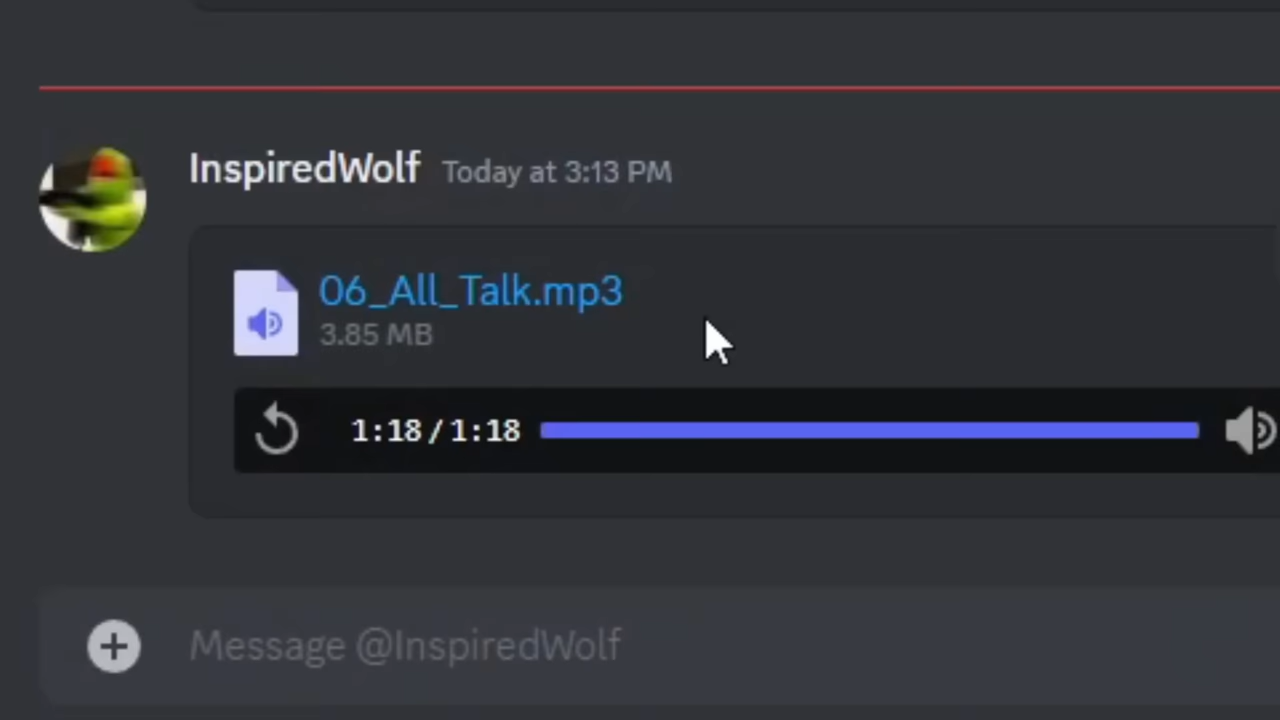 InspiredWolf Today at 3:13 PM
06_All_Talk.mp3
3.85 MB
1:18 / 1:18
Message @InspiredWolf